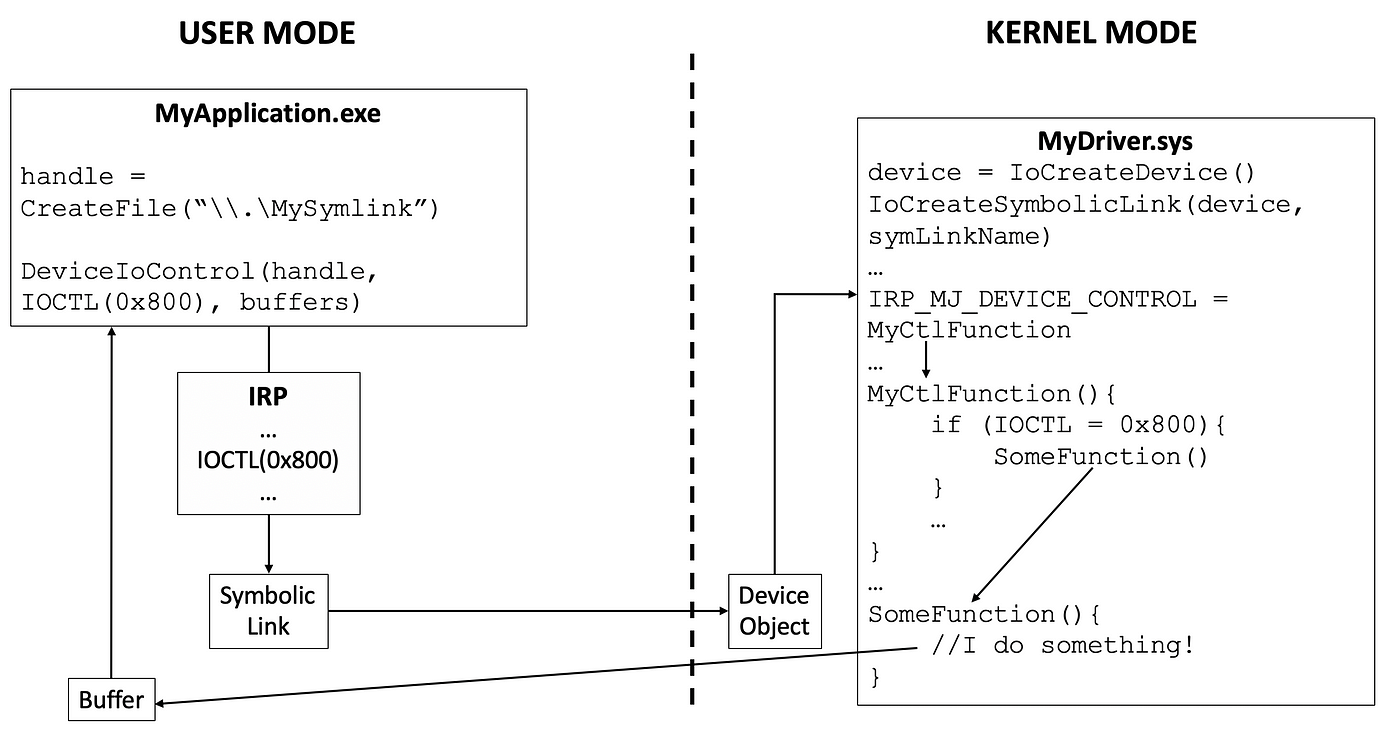 USER MODE
KERNEL MODE
MyApplication.exe
handle =
CreateFile(“\\.\MySymlink”)
DeviceIoControl(handle,
IOCTL(0x800), buffers)
IRP
…
IOCTL(0x800)
…
Symbolic
Link
Buffer
Device
Object
MyDriver.sys
device = IoCreateDevice()
IoCreateSymbolicLink(device,
symLinkName)
…
IRP_MJ_DEVICE_CONTROL =
MyCtlFunction
…
MyCtlFunction(){
if (IOCTL = 0x800){
SomeFunction()
}
…
}
…
SomeFunction(){
//I do something!
}